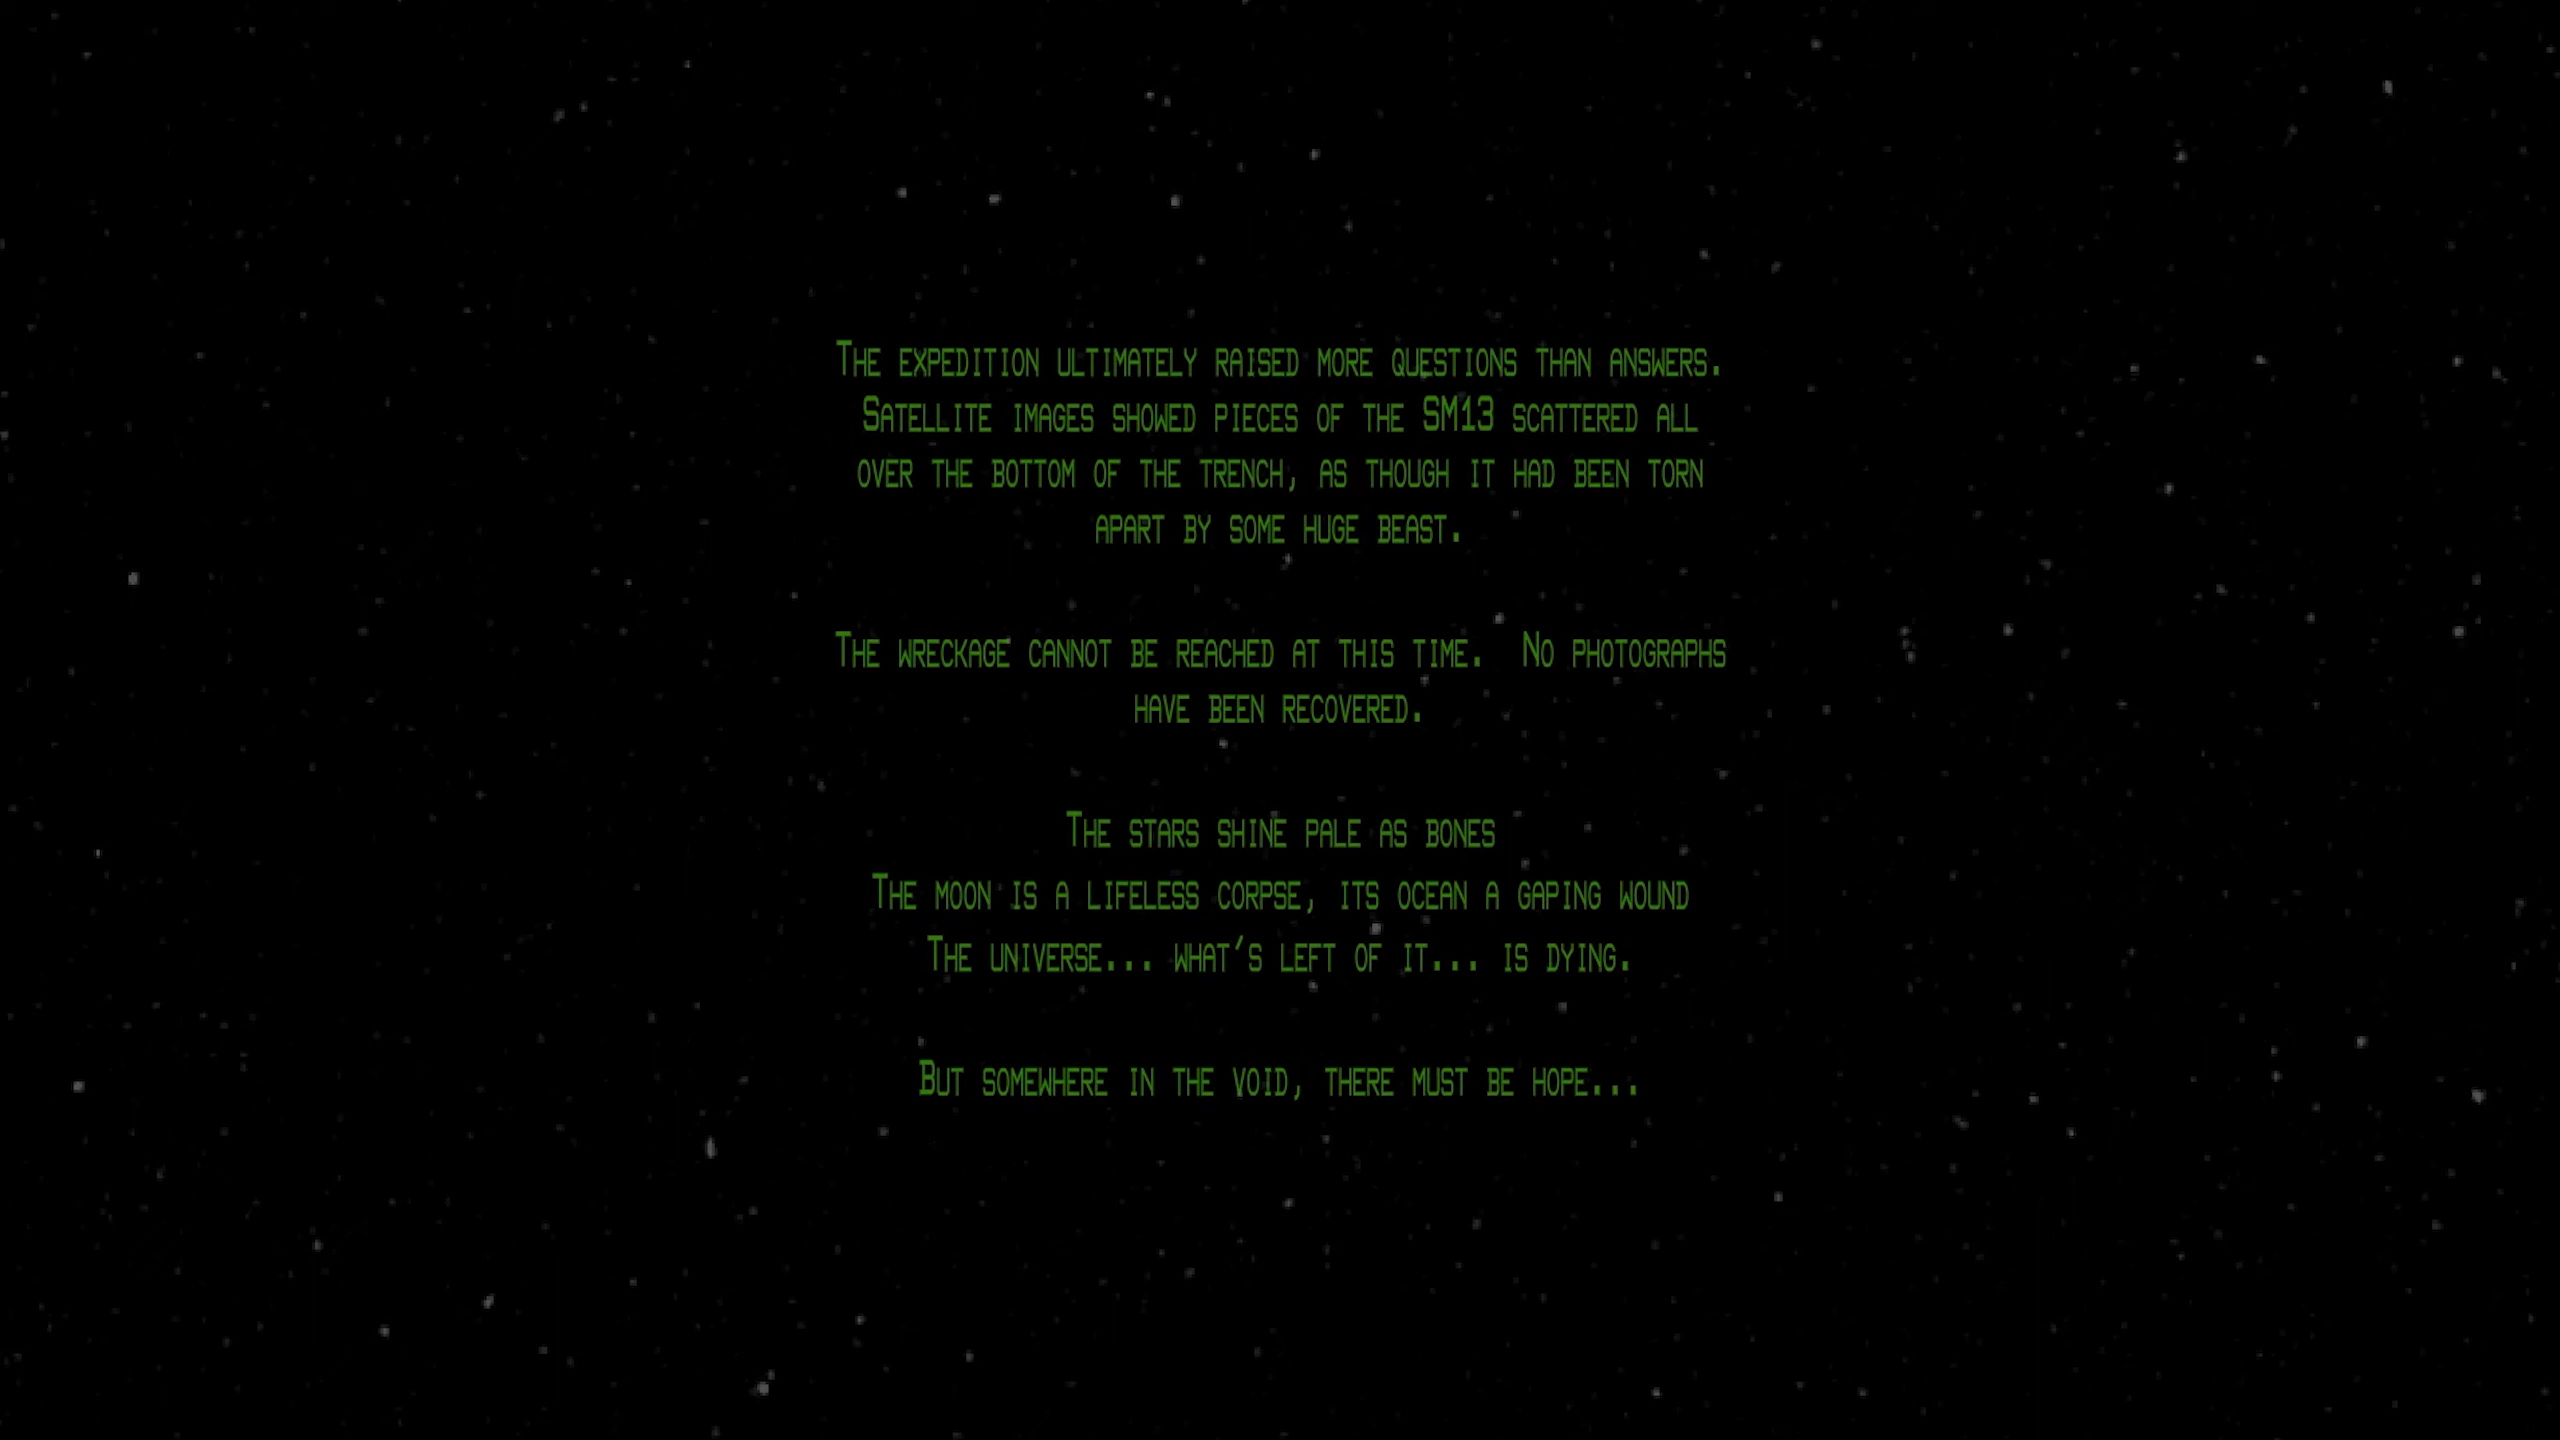 The expedition ultimately raised more questions than answers.
Satellite images showed pieces of the SM13 scattered all
over the bottom of the trench, as though it had been torn
apart by some huge beast.
The wreckage cannot be reached at this time.  No photographs
have been recovered.
The stars shine pale as bones
The moon is a lifeless corpse, its ocean a gaping wound
The universe... what's left of it... is dying.
But somewhere in the void, there must be hope...